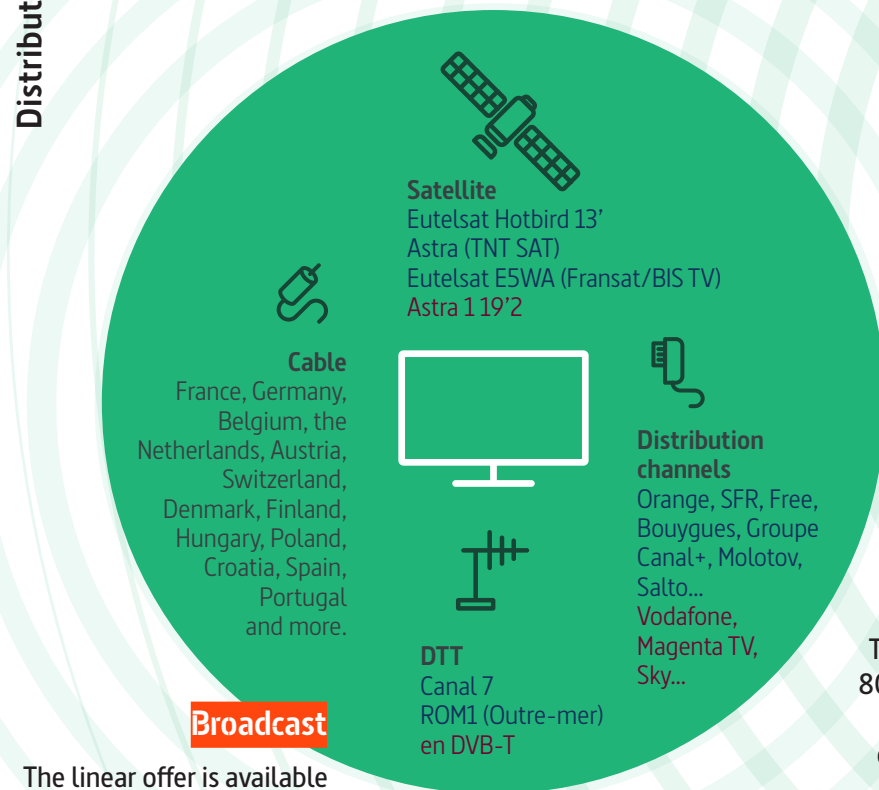 Distribut
Satellite
Eutelsat Hotbird 13’
Astra (TNT SAT)
Eutelsat E5WA (Fransat/BIS TV)
Astra 1 19’2
Cable
France, Germany,
Belgium, the
Netherlands, Austria,
Switzerland,
Denmark, Finland,
Hungary, Poland,
Croatia, Spain,
Portugal
and more.
Distribution
channels
Orange, SFR, Free,
Bouygues, Groupe
Canal+, Molotov,
Salto...
Vodafone,
Magenta TV,
Sky...
DTT
Canal 7
ROM1 (Outre-mer)
en DVB-T
Broadcast
The linear offer is available
T
80